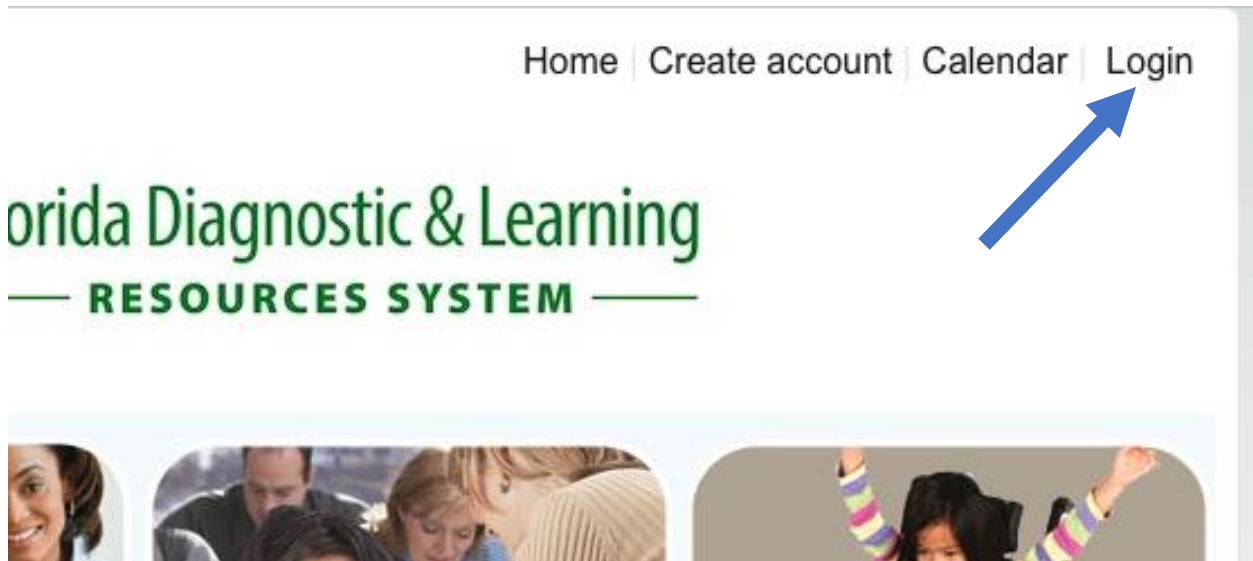 Home Create account Calendar Login
orida Diagnostic & Learning
RESOURCES SYSTEM